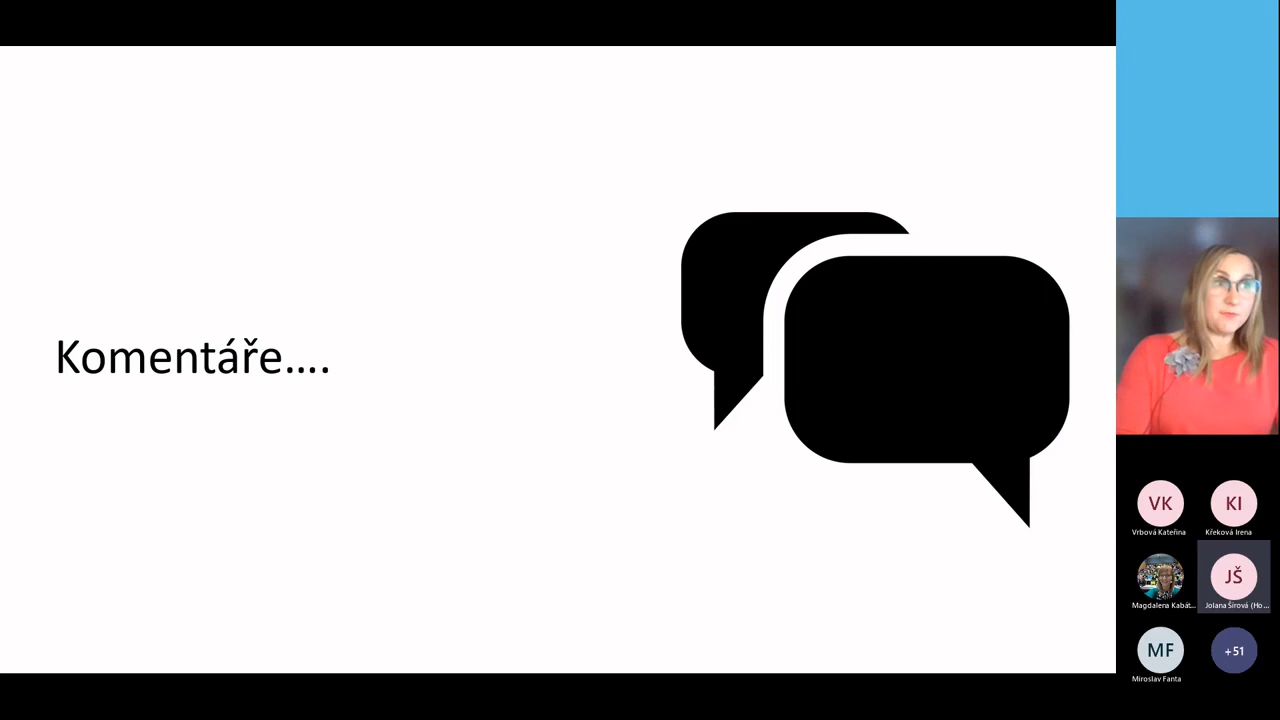 Komentáře....
VK
KI
Vrbová Kateřina
Křeková Irena
JŠ
Magdalena Kabát...
Jolana Šírová (Ho...
MF
+51
Miroslav Fanta